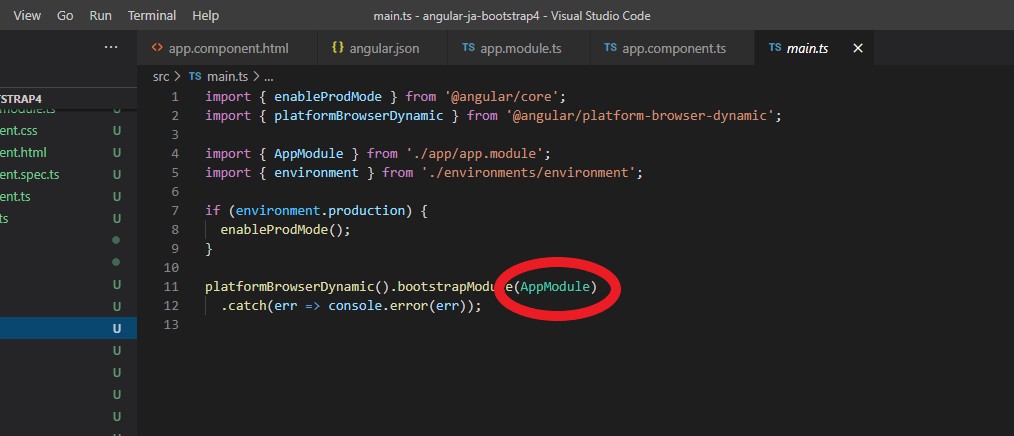 View Go Run Terminal Help
main.ts - angular-ja-bootstrap4 - Visual Studio Code
... <> app.component.html {} angular.json TS app.module.ts TS app.component.ts TS main.ts ×
src > TS main.ts > ...
TSTRAP4
module.ts U
ent.css U
ent.html U
ent.spec.ts U
ent.ts U
ts U
U
U
U
U
U
U
U
1 import { enableProdMode } from '@angular/core';
2 import { platformBrowserDynamic } from '@angular/platform-browser-dynamic';
3
4 import { AppModule } from './app/app.module';
5 import { environment } from './environments/environment';
6
7 if (environment.production) {
8 enableProdMode();
9 }
10
11 platformBrowserDynamic().bootstrapModule(AppModule)
12 .catch(err => console.error(err));
13